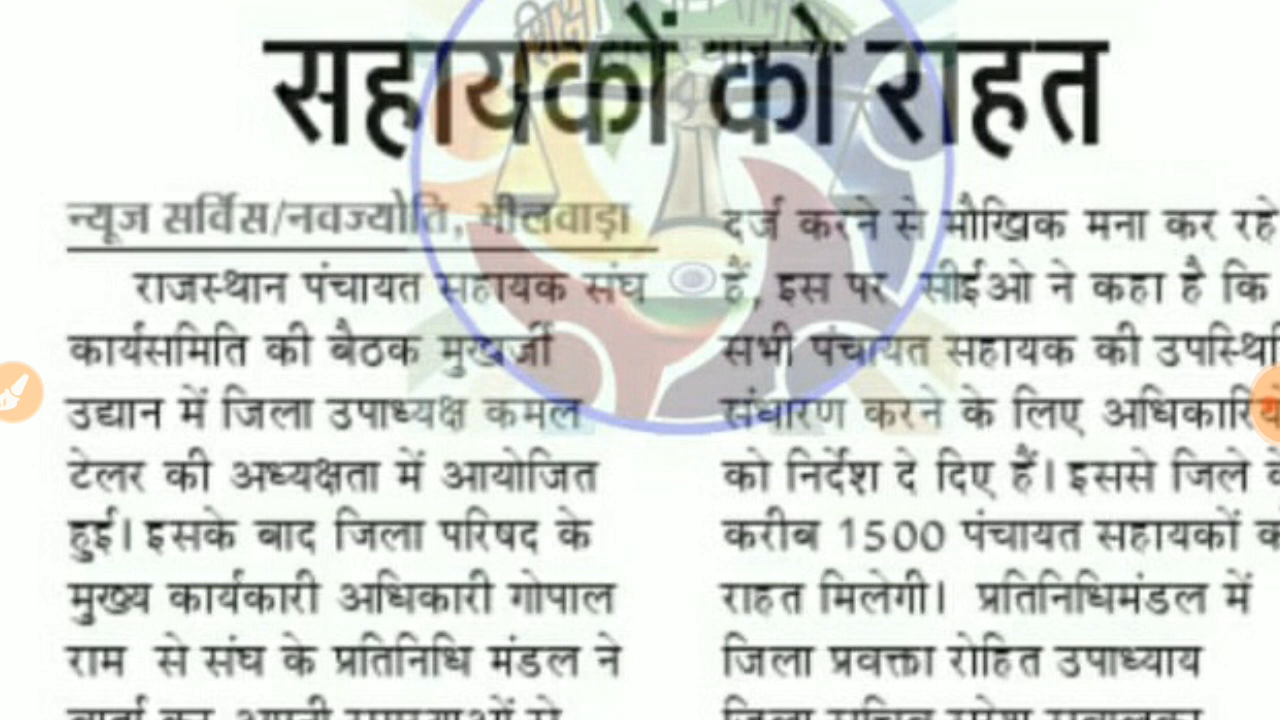 सहायकों को राहत
न्यूज सर्विस/नवज्योति, भीलवाड़ा
राजस्थान पंचायत सहायक संघ
कार्यसमिति की बैठक मुखर्जी
उद्यान में जिला उपाध्यक्ष कमल
टेलर की अध्यक्षता में आयोजित
हुई। इसके बाद जिला परिषद के
मुख्य कार्यकारी अधिकारी गोपाल
राम से संघ के प्रतिनिधि मंडल ने
दर्ज करने से मौखिक मना कर रहे
हैं, इस पर सीईओ ने कहा है कि
सभी पंचायत सहायक की
संधारण करने के लिए
को निर्देश दे दिए हैं। इससे जिले
करीब 1500 पंचायत सहायकों
राहत मिलेगी। प्रतिनिधिमंडल में
जिला प्रवक्ता रोहित उपाध्याय